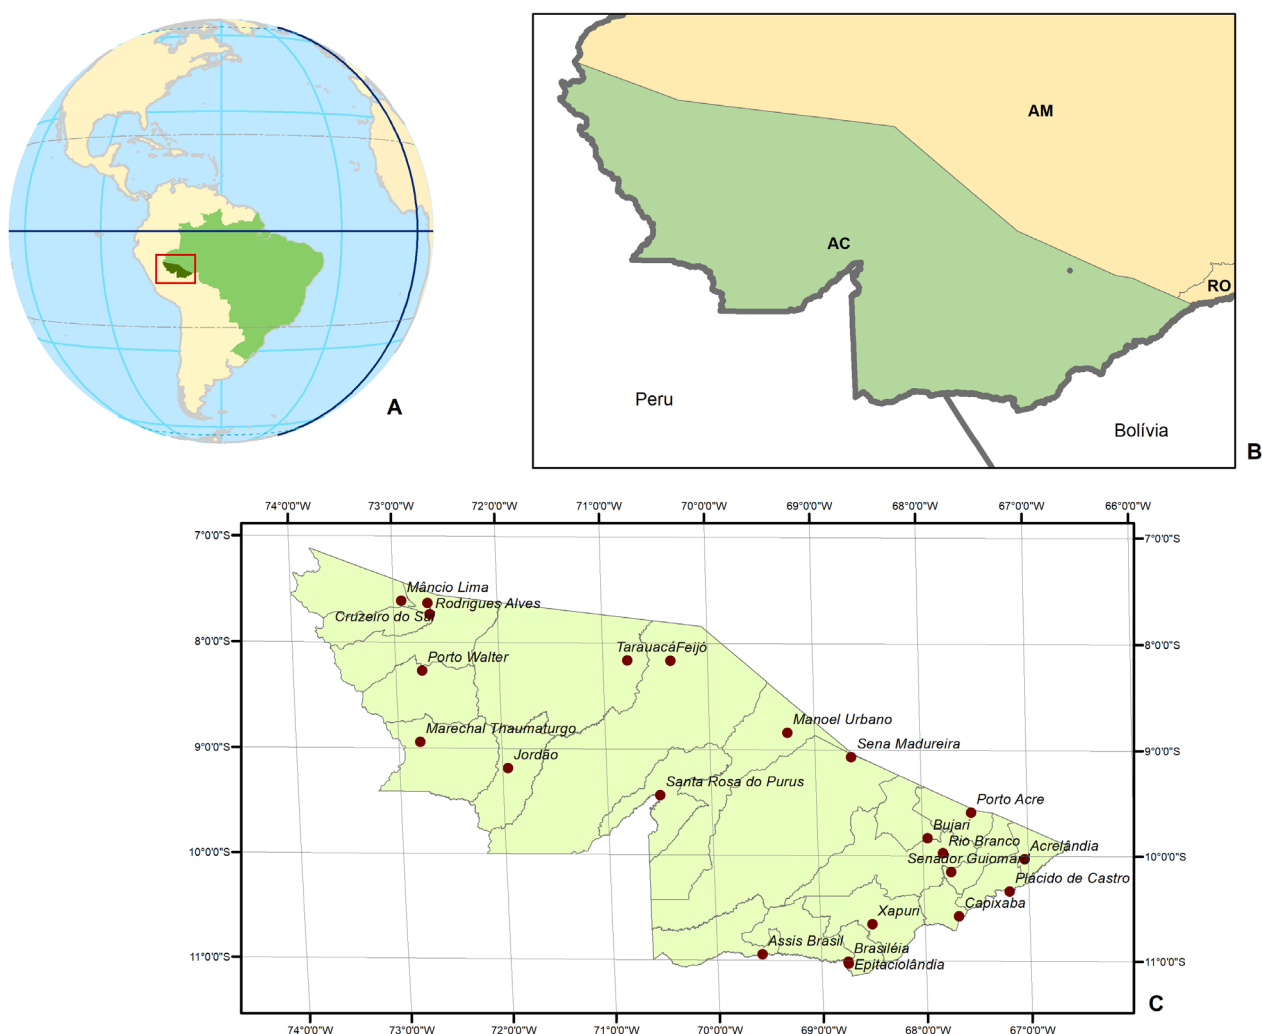 A
AM
AC
RO
Peru
Bolívia
B
74°0'0"W 73°0'0"W 72°0'0"W 71°0'0"W 70°0'0"W 69°0'0"W 68°0'0"W 67°0'0"W 66°0'0"W
7°0'0"S 7°0'0"S
Mâncio Lima
Rodrigues Alves
Cruzeiro do Sul
8°0'0"S 8°0'0"S
Tarauacá Feijó
Porto Walter
Manoel Urbano
Marechal Thaumaturgo
Sena Madureira
9°0'0"S 9°0'0"S
Jordão
Santa Rosa do Purus
Porto Acre
Bujari
Rio Branco
Acrelândia
10°0'0"S 10°0'0"S
Senador Guiomard
Plácido de Castro
Capixaba
Xapuri
Assis Brasil
Brasiléia
11°0'0"S 11°0'0"S
Epitaciolândia
C
74°0'0"W 73°0'0"W 72°0'0"W 71°0'0"W 70°0'0"W 69°0'0"W 68°0'0"W 67°0'0"W